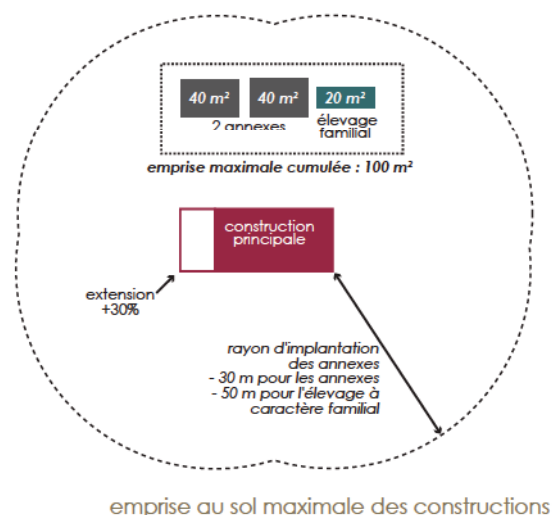 40 m²
40 m²
20 m²
2 annexes
élevage
familial
emprise maximale cumulée : 100 m²
construction
principale
extension
+30%
rayon d'implantation
des annexes
- 30 m pour les annexes
- 50 m pour l'élevage à
caractère familial
emprise au sol maximale des constructions